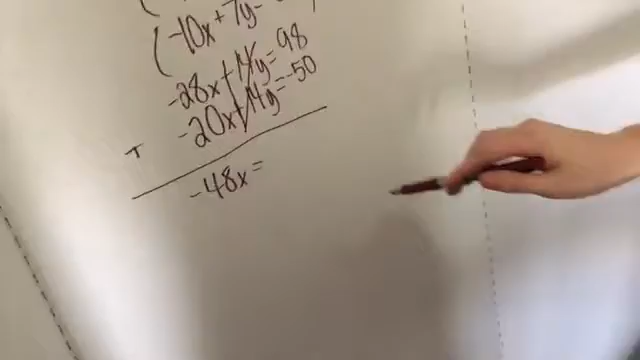 (
(-10x+7y-
-28x+14y=98
-20x+14y=-50
+
-48x=